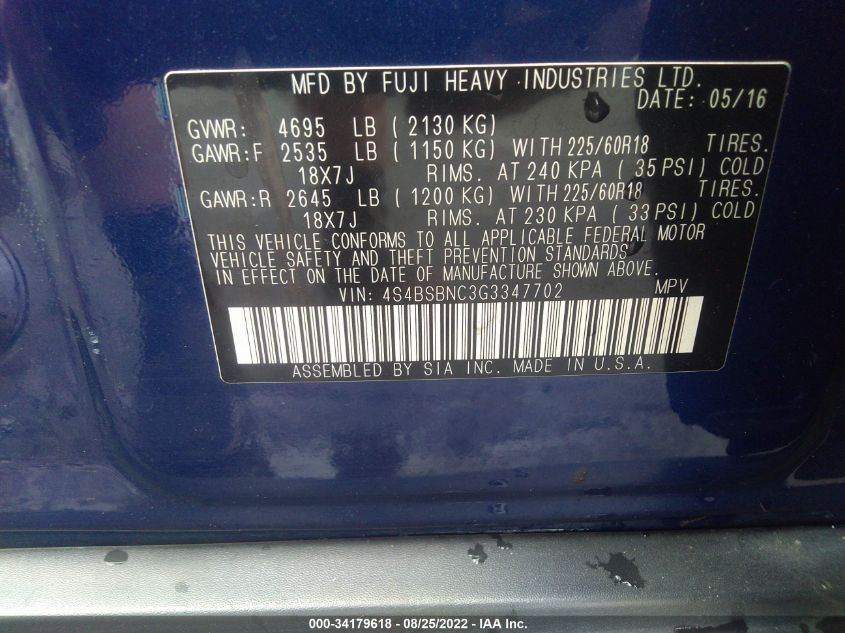 MFD BY FUJI HEAVY INDUSTRIES LTD.
DATE: 05/16
GVWR: 4695 LB ( 2130 KG)
GAWR:F 2535 LB ( 1150 KG) WITH 225/60R18 TIRES.
18X7J RIMS. AT 240 KPA ( 35 PSI) COLD
GAWR:R 2645 LB ( 1200 KG) WITH 225/60R18 TIRES.
18X7J RIMS. AT 230 KPA ( 33 PSI) COLD
THIS VEHICLE CONFORMS TO ALL APPLICABLE FEDERAL MOTOR
VEHICLE SAFETY AND THEFT PREVENTION STANDARDS
IN EFFECT ON THE DATE OF MANUFACTURE SHOWN ABOVE.
VIN: 4S4BSBNC3G3347702 MPV
ASSEMBLED BY SIA INC. MADE IN U.S.A.
000-34179618 - 08/25/2022 - IAA Inc.